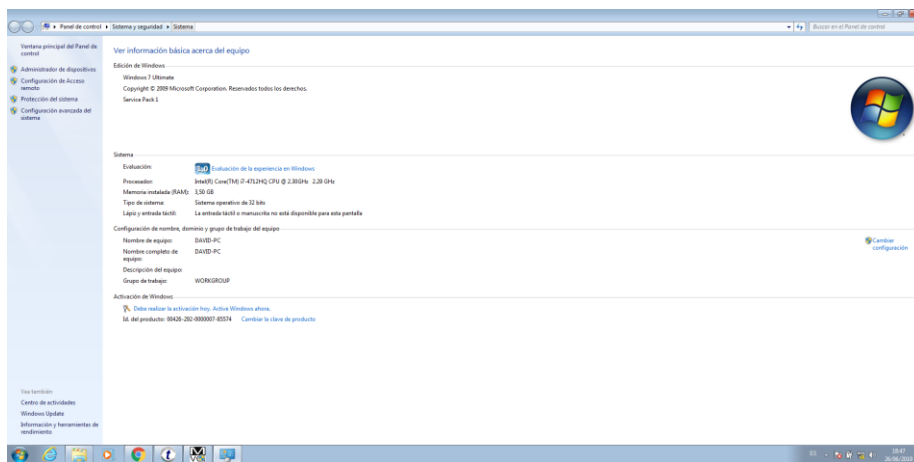 Panel de control ▸ Sistema y seguridad ▸ Sistema
Buscar en el Panel de control
Ventana principal del Panel de
control
Administrador de dispositivos
Configuración de Acceso
remoto
Protección del sistema
Configuración avanzada del
sistema
Ver información básica acerca del equipo
Edición de Windows
Windows 7 Ultimate
Copyright © 2009 Microsoft Corporation. Reservados todos los derechos.
Service Pack 1
Sistema
Evaluación:
Evaluación de la experiencia en Windows
Procesador: Intel(R) Core(TM) i7-4712HQ CPU @ 2.30GHz 2.29 GHz
Memoria instalada (RAM): 3,50 GB
Tipo de sistema: Sistema operativo de 32 bits
Lápiz y entrada táctil: La entrada táctil o manuscrita no está disponible para esta pantalla
Configuración de nombre, dominio y grupo de trabajo del equipo
Nombre de equipo: DAVID-PC
Cambiar
configuración
Nombre completo de
equipo: DAVID-PC
Descripción del equipo:
Grupo de trabajo: WORKGROUP
Activación de Windows
Debe realizar la activación hoy. Active Windows ahora.
Id. del producto: 00426-292-0000007-85574 Cambiar la clave de producto
Vea también
Centro de actividades
Windows Update
Información y herramientas de
rendimiento
ES
18:47